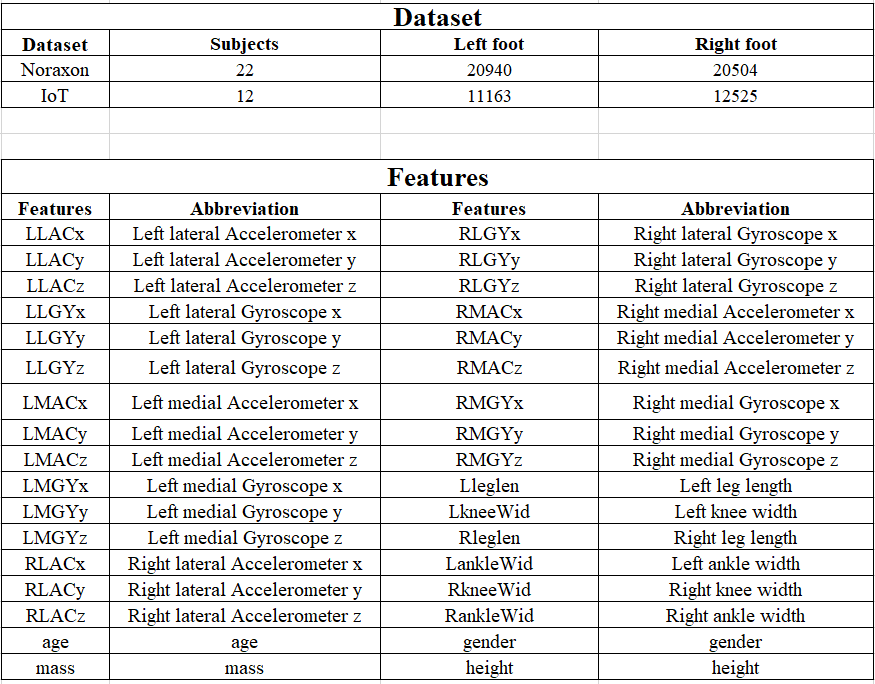 Dataset
Dataset Subjects Left foot Right foot
Noraxon 22 20940 20504
IoT 12 11163 12525
Features
Features Abbreviation Features Abbreviation
LLACx Left lateral Accelerometer x RLGYx Right lateral Gyroscope x
LLACy Left lateral Accelerometer y RLGYy Right lateral Gyroscope y
LLACz Left lateral Accelerometer z RLGYz Right lateral Gyroscope z
LLGYx Left lateral Gyroscope x RMACx Right medial Accelerometer x
LLGYy Left lateral Gyroscope y RMACy Right medial Accelerometer y
LLGYz Left lateral Gyroscope z RMACz Right medial Accelerometer z
LMACx Left medial Accelerometer x RMGYx Right medial Gyroscope x
LMACy Left medial Accelerometer y RMGYy Right medial Gyroscope y
LMACz Left medial Accelerometer z RMGYz Right medial Gyroscope z
LMGYx Left medial Gyroscope x Lleglen Left leg length
LMGYy Left medial Gyroscope y LkneeWid Left knee width
LMGYz Left medial Gyroscope z Rleglen Right leg length
RLACx Right lateral Accelerometer x LankleWid Left ankle width
RLACy Right lateral Accelerometer y RkneeWid Right knee width
RLACz Right lateral Accelerometer z RankleWid Right ankle width
age age gender gender
mass mass height height